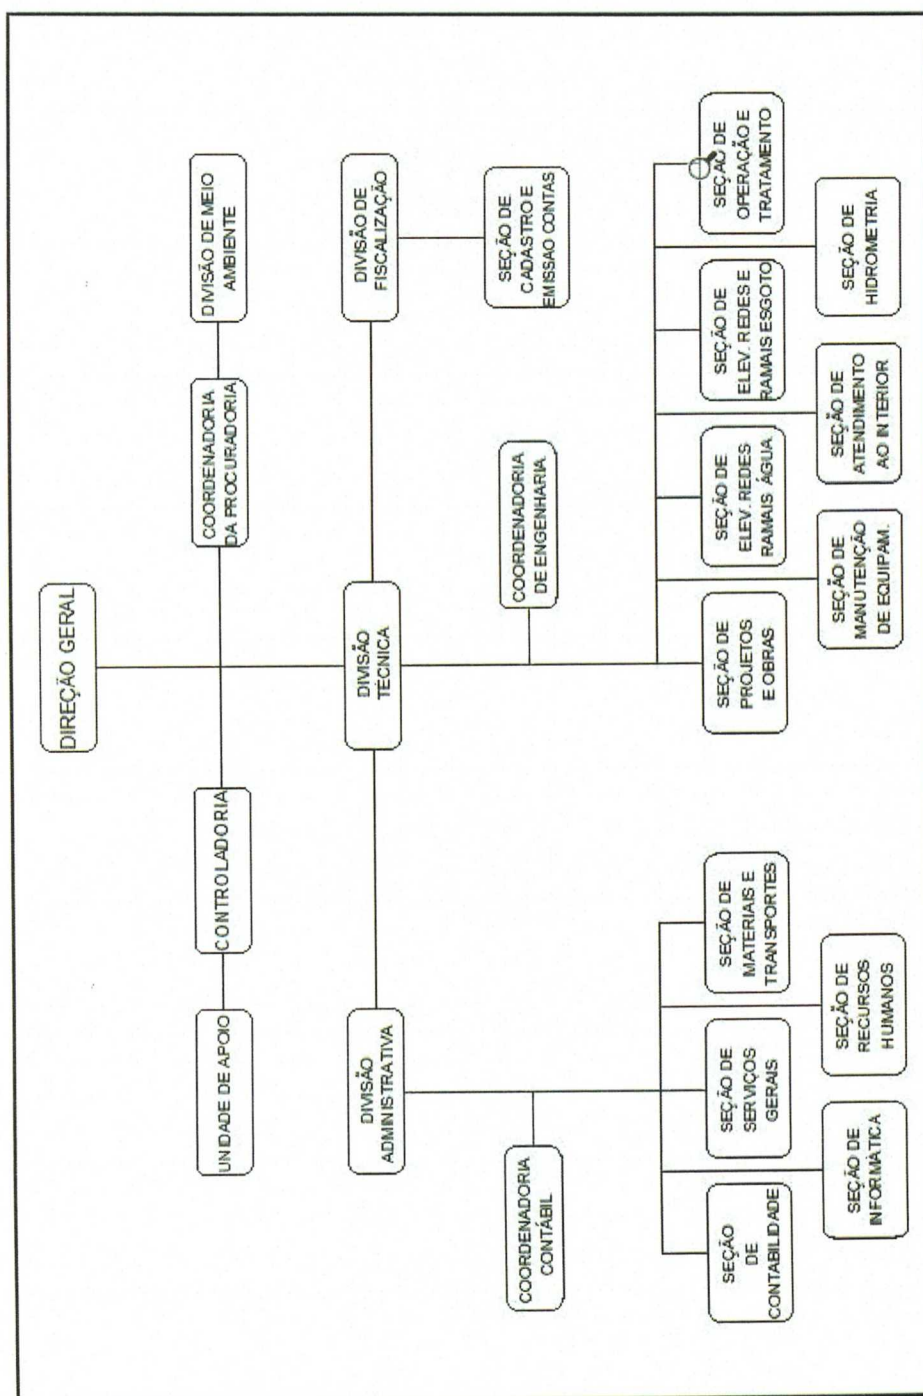 DIREÇÃO GERAL
UNIDADE DE APOIO
CONTROLADORIA
COORDENADORIA
DA PROCURADORIA
DIVISÃO DE MEIO
AMBIENTE
DIVISÃO
ADMINISTRATIVA
DIVISÃO
TÉCNICA
DIVISÃO DE
FISCALIZAÇÃO
COORDENADORIA
CONTÁBIL
COORDENADORIA
DE ENGENHARIA
SEÇÃO DE
CADASTRO E
EMISSAO CONTAS
SEÇÃO
DE
CONTABILIDADE
SEÇÃO DE
SERVIÇOS
GERAIS
SEÇÃO DE
MATERIAIS E
TRANSPORTES
SEÇÃO DE
PROJETOS
E OBRAS
SEÇÃO DE
ELEV. REDES
RAMAIS ÁGUA
SEÇÃO DE
ELEV. REDES E
RAMAIS ESGOTO
SEÇÃO DE
OPERAÇÃO E
TRATAMENTO
SEÇÃO DE
INFORMÁTICA
SEÇÃO DE
RECURSOS
HUMANOS
SEÇÃO DE
MANUTENÇÃO
DE EQUIPAM.
SEÇÃO DE
ATENDIMENTO
AO INTERIOR
SEÇÃO DE
HIDROMETRIA